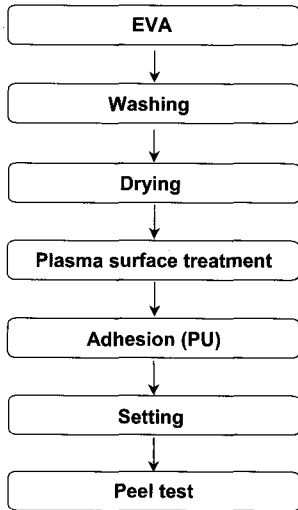 EVA
Washing
Drying
Plasma surface treatment
Adhesion (PU)
Setting
Peel test